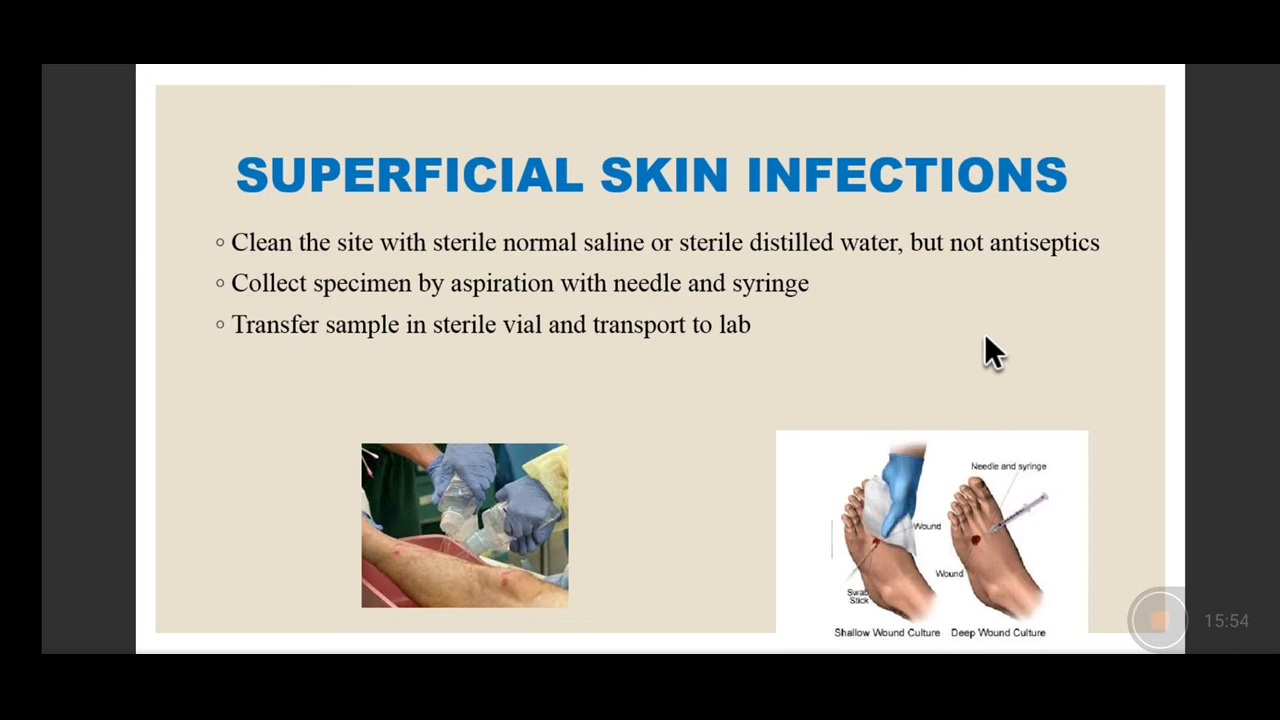 SUPERFICIAL SKIN INFECTIONS
◦ Clean the site with sterile normal saline or sterile distilled water, but not antiseptics
◦ Collect specimen by aspiration with needle and syringe
◦ Transfer sample in sterile vial and transport to lab
Needle and syringe
Wound
Wound
Swab
Stick
Shallow Wound Culture
Deep Wound Culture
15:54